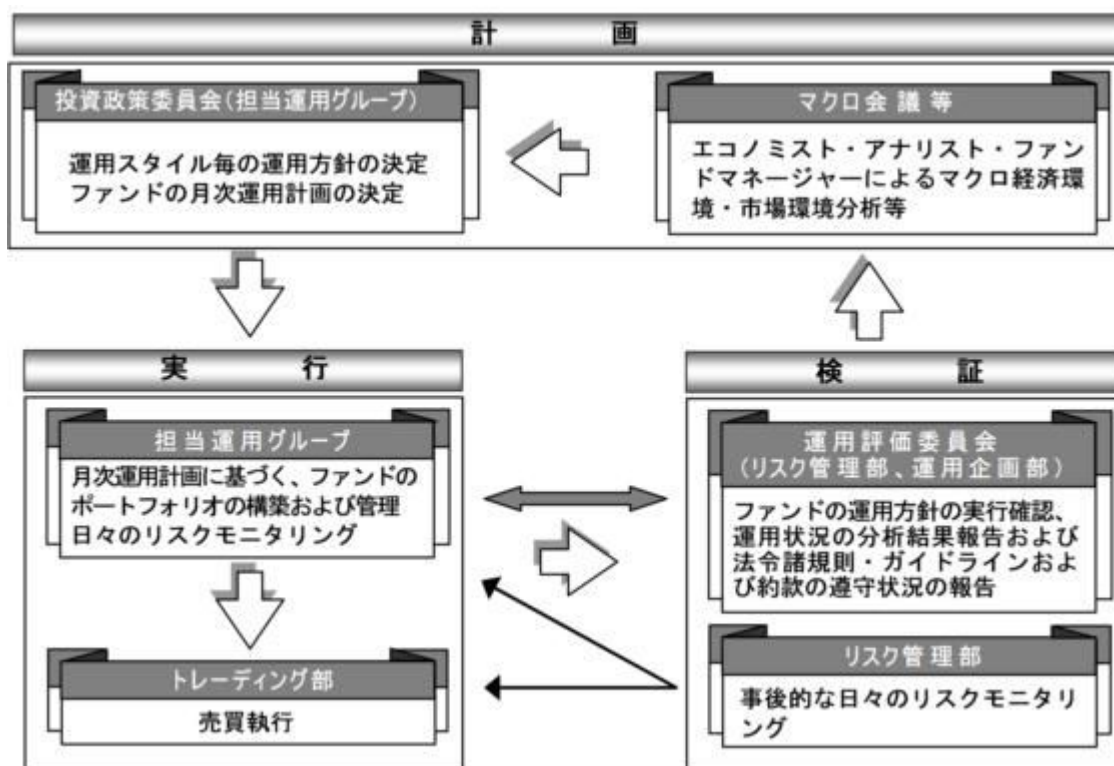 計画
投資政策委員会(担当運用グループ)
運用スタイル毎の運用方針の決定
ファンドの月次運用計画の決定
マクロ会議等
エコノミスト・アナリスト・ファン
ドマネージャーによるマクロ経済環
境・市場環境分析等
実行
担当運用グループ
月次運用計画に基づく、ファンドの
ポートフォリオの構築および管理
日々のリスクモニタリング
トレーディング部
売買執行
検証
運用評価委員会
(リスク管理部、運用企画部)
ファンドの運用方針の実行確認、
運用状況の分析結果報告および
法令諸規則・ガイドラインおよ
び約款の遵守状況の報告
リスク管理部
事後的な日々のリスクモニタリ
ング